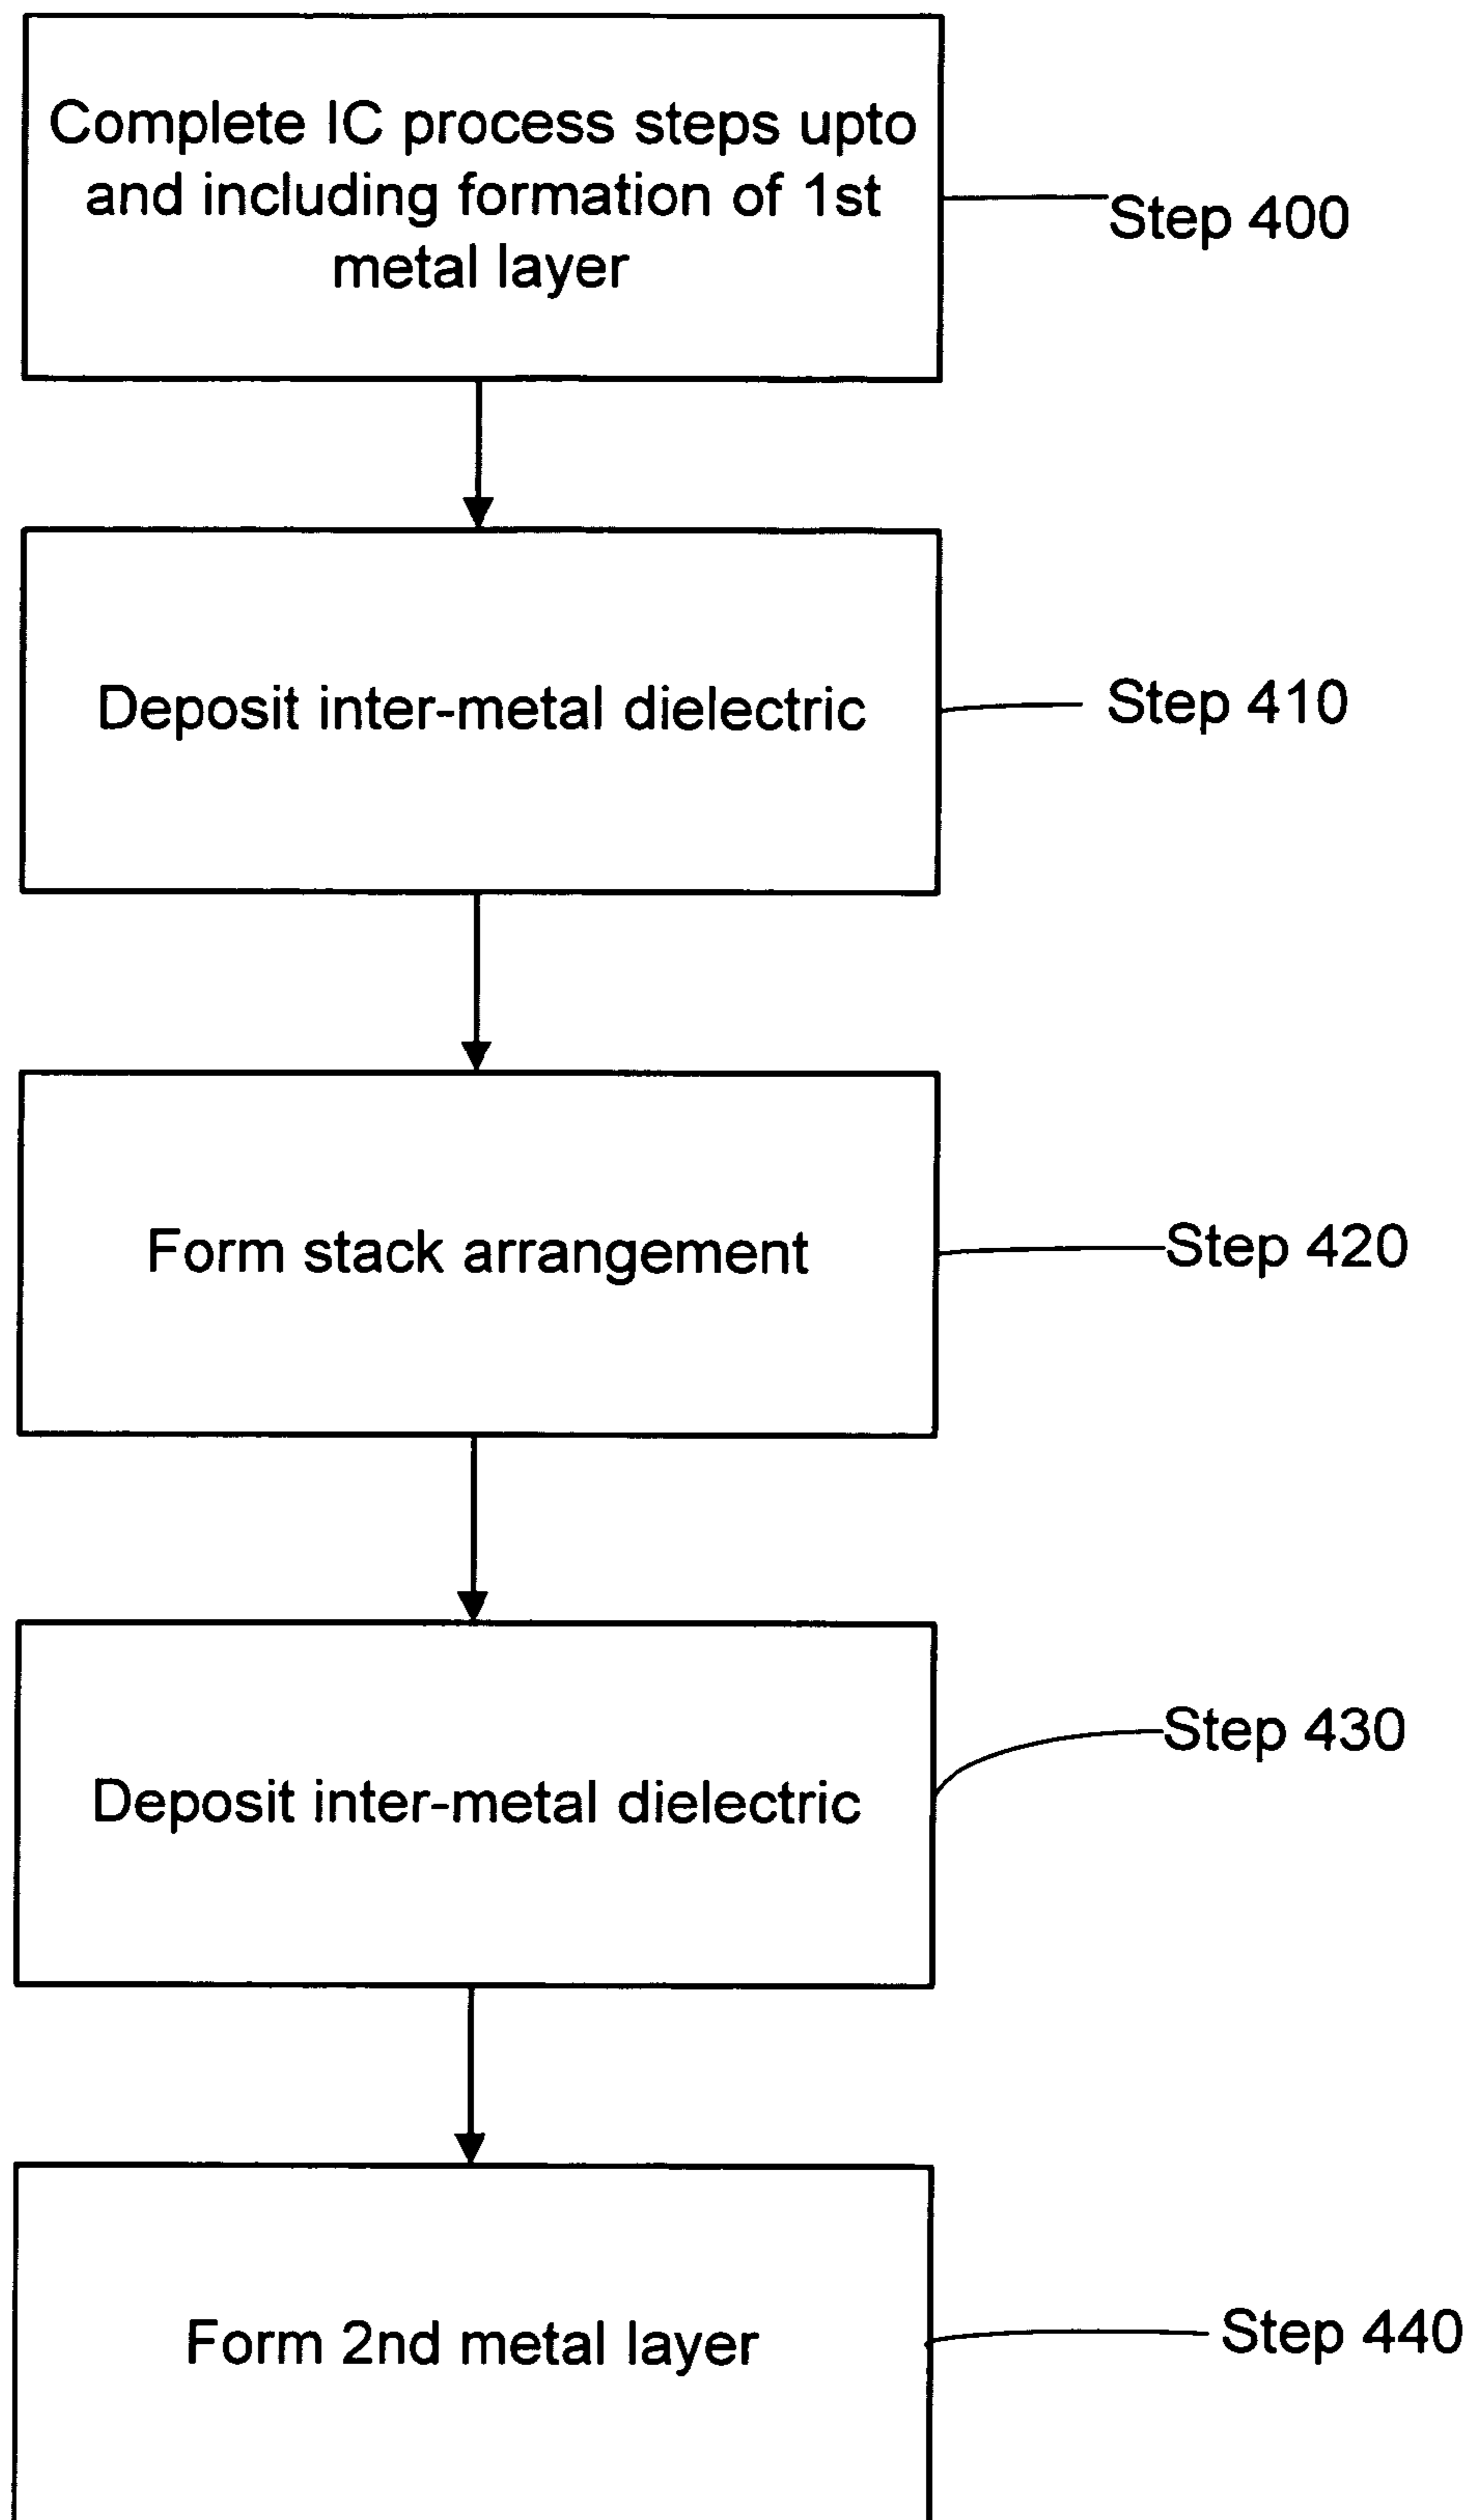 Complete IC process steps upto
and including formation of 1st
metal layer
Step 400
Deposit inter-metal dielectric
Step 410
Form stack arrangement
Step 420
Deposit inter-metal dielectric
Step 430
Form 2nd metal layer
Step 440